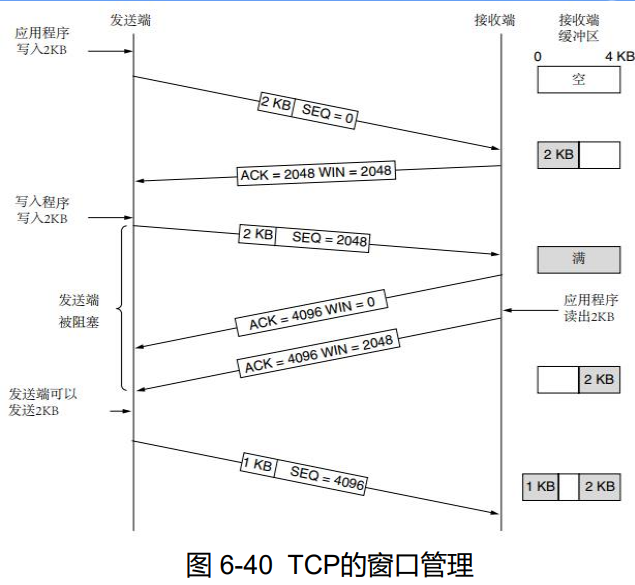 发送端
接收端
接收端
缓冲区
应用程序
写入2KB
0
4 KB
空
2 KB
SEQ = 0
2 KB
ACK = 2048 WIN = 2048
写入程序
写入2KB
2 KB
SEQ = 2048
满
发送端
被阻塞
ACK = 4096 WIN = 0
应用程序
读出2KB
ACK = 4096 WIN = 2048
2 KB
发送端可以
发送2KB
1 KB
SEQ = 4096
1 KB
2 KB
图 6-40 TCP的窗口管理